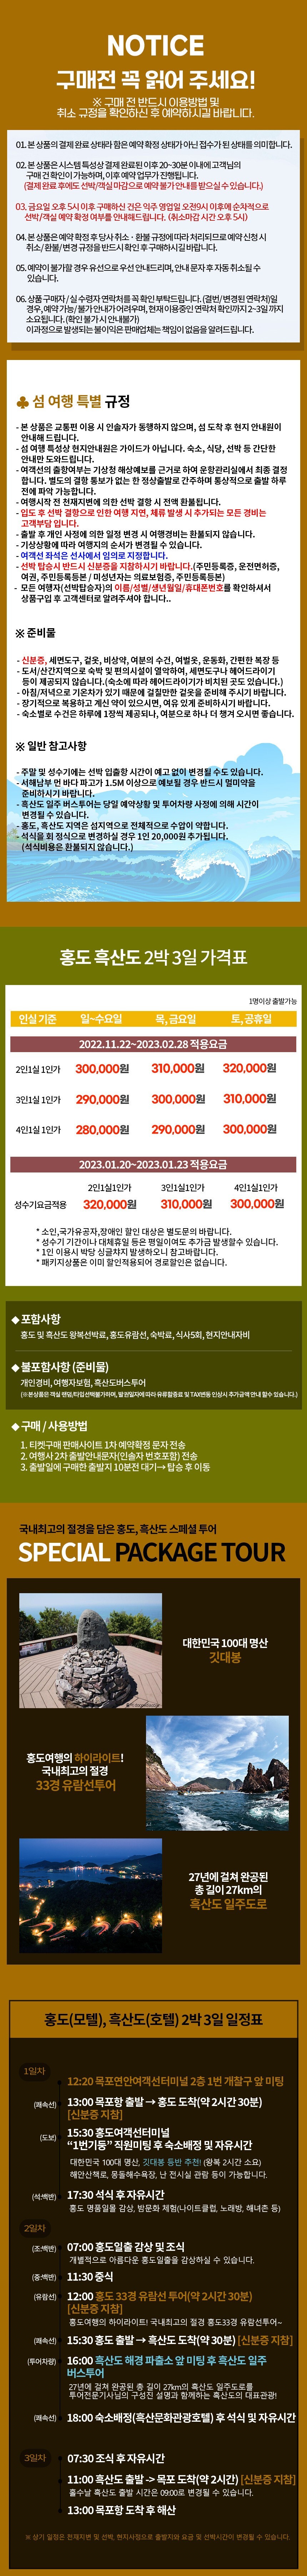 NOTICE
구매전 꼭 읽어 주세요!
※ 구매 전 반드시 이용방법 및
취소 규정을 확인하신 후 예약하시길 바랍니다.
01. 본 상품의 결제 완료 상태라 함은 예약 확정 상태가 아닌 접수가 된 상태를 의미합니다.
02. 본 상품은 시스템 특성상 결제 완료된 이후 20~30분 이내에 고객님의
구매 건 확인이 가능하며, 이후 예약 업무가 진행됩니다.
(결제 완료 후에도 선박/객실마감으로 예약 불가 안내를 받으실 수 있습니다.)
03. 금요일 오후 5시 이후 구매하신 건은 익주 영업일 오전9시 이후에 순차적으로
선박/객실 예약 확정 여부를 안내해드립니다. (취소마감 시간 오후 5시)
04. 본 상품은 예약 확정 후 당사 취소 · 환불 규정에 따라 처리되므로 예약 신청 시
취소/환불/변경 규정을 반드시 확인 후 구매하시길 바랍니다.
05. 예약이 불가할 경우 유선으로 우선 안내드리며, 안내 문자 후 자동 취소될 수
있습니다.
06. 상품 구매자 / 실 수령자 연락처를 꼭 확인 부탁드립니다. (결번/변경된 연락처)일
경우, 예약 가능/불가 안내가 어려우며, 현재 이용중인 연락처 확인까지 2~3일 까지
소요됩니다. (확인 불가 시 안내불가)
이과정으로 발생되는 불이익은 판매업체는 책임이 없음을 알려드립니다.
♣ 섬 여행 특별 규정
- 본 상품은 교통편 이용 시 인솔자가 동행하지 않으며, 섬 도착 후 현지 안내원이
안내해 드립니다.
- 섬 여행 특성상 현지안내원은 가이드가 아닙니다. 숙소, 식당, 선박 등 간단한
안내만 도와드립니다.
- 여객선의 출항여부는 기상청 해상예보를 근거로 하여 운항관리실에서 최종 결정
합니다. 별도의 결항 통보가 없는 한 정상출발로 간주하며 통상적으로 출발 하루
전에 파악 가능합니다.
- 여행시작 전 천재지변에 의한 선박 결항 시 전액 환불됩니다.
- 입도 후 선박 결항으로 인한 여행 지연, 체류 발생 시 추가되는 모든 경비는
고객부담 입니다.
- 출발 후 개인 사정에 의한 일정 변경 시 여행경비는 환불되지 않습니다.
- 기상상황에 따라 여행지의 순서가 변경될 수 있습니다.
- 여객선 좌석은 선사에서 임의로 지정합니다.
- 선박 탑승시 반드시 신분증을 지참하시기 바랍니다.(주민등록증, 운전면허증,
여권, 주민등록등본 / 미성년자는 의료보험증, 주민등록등본)
- 모든 여행자(선박탑승자)의 이름/성별/생년월일/휴대폰번호를 확인하셔서
상품구입 후 고객센터로 알려주셔야 합니다..
※ 준비물
- 신분증, 세면도구, 겉옷, 비상약, 여분의 수건, 여벌옷, 운동화, 간편한 복장 등
- 도서/산간지역으로 숙박 및 편의시설이 열악하여, 세면도구나 헤어드라이기
등이 제공되지 않습니다.(숙소에 따라 헤어드라이기가 비치된 곳도 있습니다.)
- 아침/저녁으로 기온차가 있기 때문에 걸칠만한 겉옷을 준비해 주시기 바랍니다.
- 장기적으로 복용하고 계신 약이 있으시면, 여유 있게 준비하시기 바랍니다.
- 숙소별로 수건은 하루에 1장씩 제공되나, 여분으로 하나 더 챙겨 오시면 좋습니다.
※ 일반 참고사항
- 주말 및 성수기에는 선박 입출항 시간이 예고 없이 변경될 수도 있습니다.
- 서해남부 먼 바다 파고가 1.5M 이상으로 예보될 경우 반드시 멀미약을
준비하시기 바랍니다.
- 흑산도 일주 버스투어는 당일 예약상황 및 투어차량 사정에 의해 시간이
변경될 수 있습니다.
- 홍도, 흑산도 지역은 섬지역으로 전체적으로 수압이 약합니다.
- 석식을 회 정식으로 변경하실 경우 1인 20,000원 추가됩니다.
(석식비용은 환불되지 않습니다.)
홍도 흑산도 2박 3일 가격표
1명이상 출발가능
인실 기준 일~수요일 목, 금요일 토, 공휴일
2022.11.22~2023.02.28 적용요금
2인1실 1인가 300,000원 310,000원 320,000원
3인1실 1인가 290,000원 300,000원 310,000원
4인1실 1인가 280,000원 290,000원 300,000원
2023.01.20~2023.01.23 적용요금
2인1실1인가 3인1실1인가 4인1실1인가
성수기요금적용 320,000원 310,000원 300,000원
* 소인,국가유공자,장애인 할인 대상은 별도문의 바랍니다.
* 성수기 기간이나 대체휴일 등은 평일이여도 추가금 발생할수 있습니다.
* 1인 이용시 박당 싱글차지 발생하오니 참고바랍니다.
* 패키지상품은 이미 할인적용되어 경로할인은 없습니다.
◆ 포함사항
홍도 및 흑산도 왕복선박료, 홍도유람선, 숙박료, 식사5회, 현지안내자비
◆ 불포함사항 (준비물)
개인경비, 여행자보험, 흑산도버스투어
(※본상품은 객실 랜덤/타입선택불가하며, 발권일자에 따라 유류할증료 및 TAX변동 인상시 추가금액 안내 할수 있습니다.)
◆ 구매 / 사용방법
1. 티켓구매 판매사이트 1차 예약확정 문자 전송
2. 여행사 2차 출발안내문자(인솔자 번호포함) 전송
3. 출발일에 구매한 출발지 10분전 대기→ 탑승 후 이동
국내최고의 절경을 담은 홍도, 흑산도 스페셜 투어
SPECIAL PACKAGE TOUR
대한민국 100대 명산
깃대봉
홍도여행의 하이라이트!
국내최고의 절경
33경 유람선투어
27년에 걸쳐 완공된
총 길이 27km의
흑산도 일주도로
홍도(모텔), 흑산도(호텔) 2박 3일 일정표
1일차
12:20 목포연안여객선터미널 2층 1번 개찰구 앞 미팅
(쾌속선) 13:00 목포항 출발 → 홍도 도착(약 2시간 30분)
[신분증 지참]
(도보) 15:30 홍도여객선터미널
“1번기둥” 직원미팅 후 숙소배정 및 자유시간
대한민국 100대 명산, 깃대봉 등반 추천! (왕복 2시간 소요)
해안산책로, 몽돌해수욕장, 난 전시실 관람 등이 가능합니다.
(석:백반) 17:30 석식 후 자유시간
홍도 명품일몰 감상, 밤문화 체험(나이트클럽, 노래방, 해녀촌 등)
2일차
(조:백반) 07:00 홍도일출 감상 및 조식
개별적으로 아름다운 홍도일출을 감상하실 수 있습니다.
(중:백반) 11:30 중식
(유람선) 12:00 홍도 33경 유람선 투어(약 2시간 30분)
[신분증 지참]
홍도여행의 하이라이트! 국내최고의 절경 홍도33경 유람선투어~
(쾌속선) 15:30 홍도 출발 → 흑산도 도착(약 30분) [신분증 지참]
(투어차량) 16:00 흑산도 해경 파출소 앞 미팅 후 흑산도 일주
버스투어
27년에 걸쳐 완공된 총 길이 27km의 흑산도 일주도로를
투어전문기사님의 구성진 설명과 함께하는 흑산도의 대표관광!
(쾌속선) 18:00 숙소배정(흑산문화관광호텔) 후 석식 및 자유시간
3일차
07:30 조식 후 자유시간
11:00 흑산도 출발 -> 목포 도착(약 2시간) [신분증 지참]
홀수날 흑산도 출발 시간은 09:00로 변경될 수 있습니다.
13:00 목포항 도착 후 해산
※ 상기 일정은 천재지변 및 선박, 현지사정으로 출발지와 요금 및 선박시간이 변경될 수 있습니다.